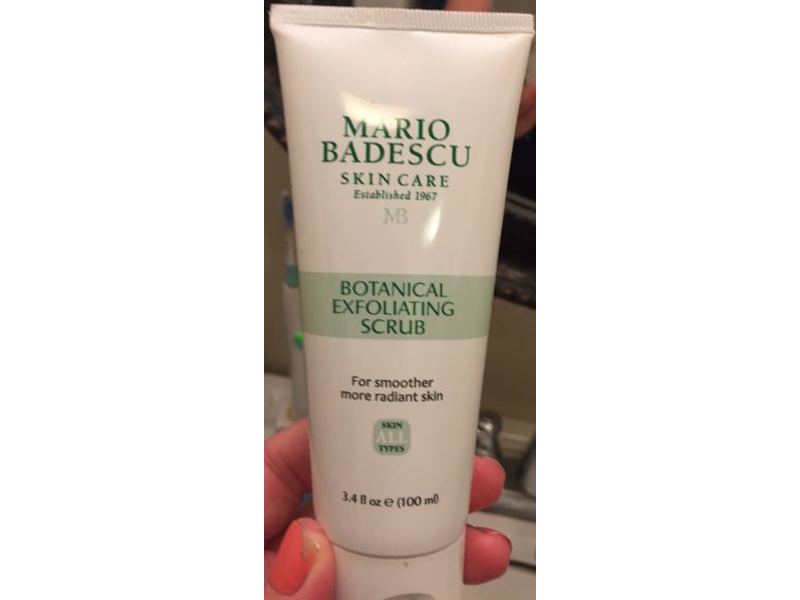 MARIO
BADESCU
SKIN CARE
Established 1967
MB
BOTANICAL
EXFOLIATING
SCRUB
For smoother
more radiant skin
SKIN
ALL
TYPES
3.4 fl oz ℮ (100 ml)